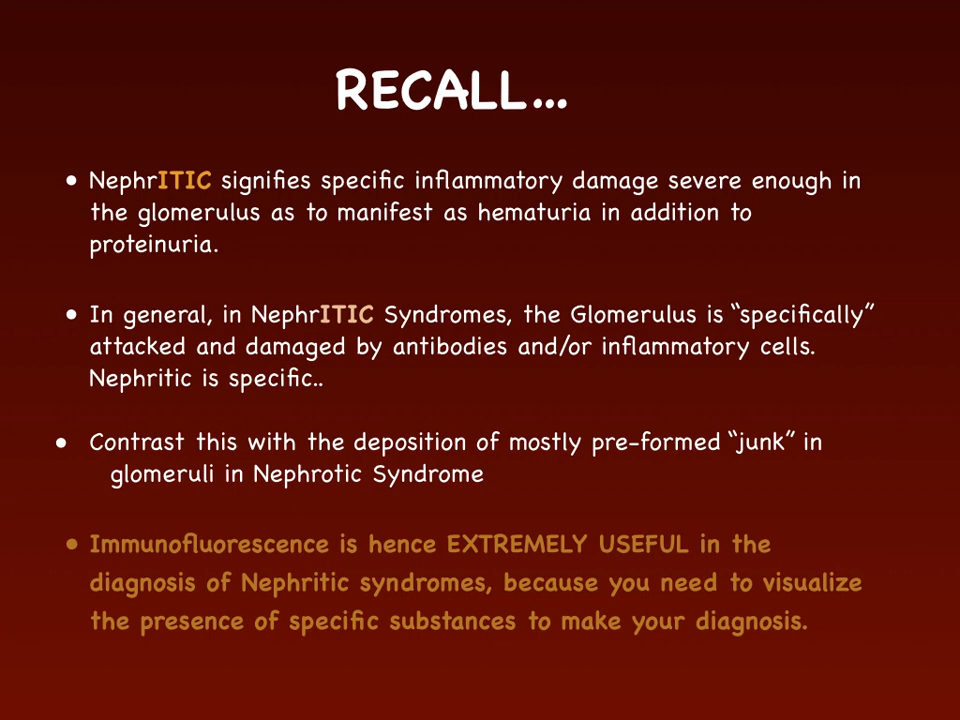 RECALL...
• NephrITIC signifies specific inflammatory damage severe enough in
the glomerulus as to manifest as hematuria in addition to
proteinuria.
• In general, in NephrITIC Syndromes, the Glomerulus is “specifically”
attacked and damaged by antibodies and/or inflammatory cells.
Nephritic is specific..
• Contrast this with the deposition of mostly pre-formed “junk” in
glomeruli in Nephrotic Syndrome
• Immunofluorescence is hence EXTREMELY USEFUL in the
diagnosis of Nephritic syndromes, because you need to visualize
the presence of specific substances to make your diagnosis.